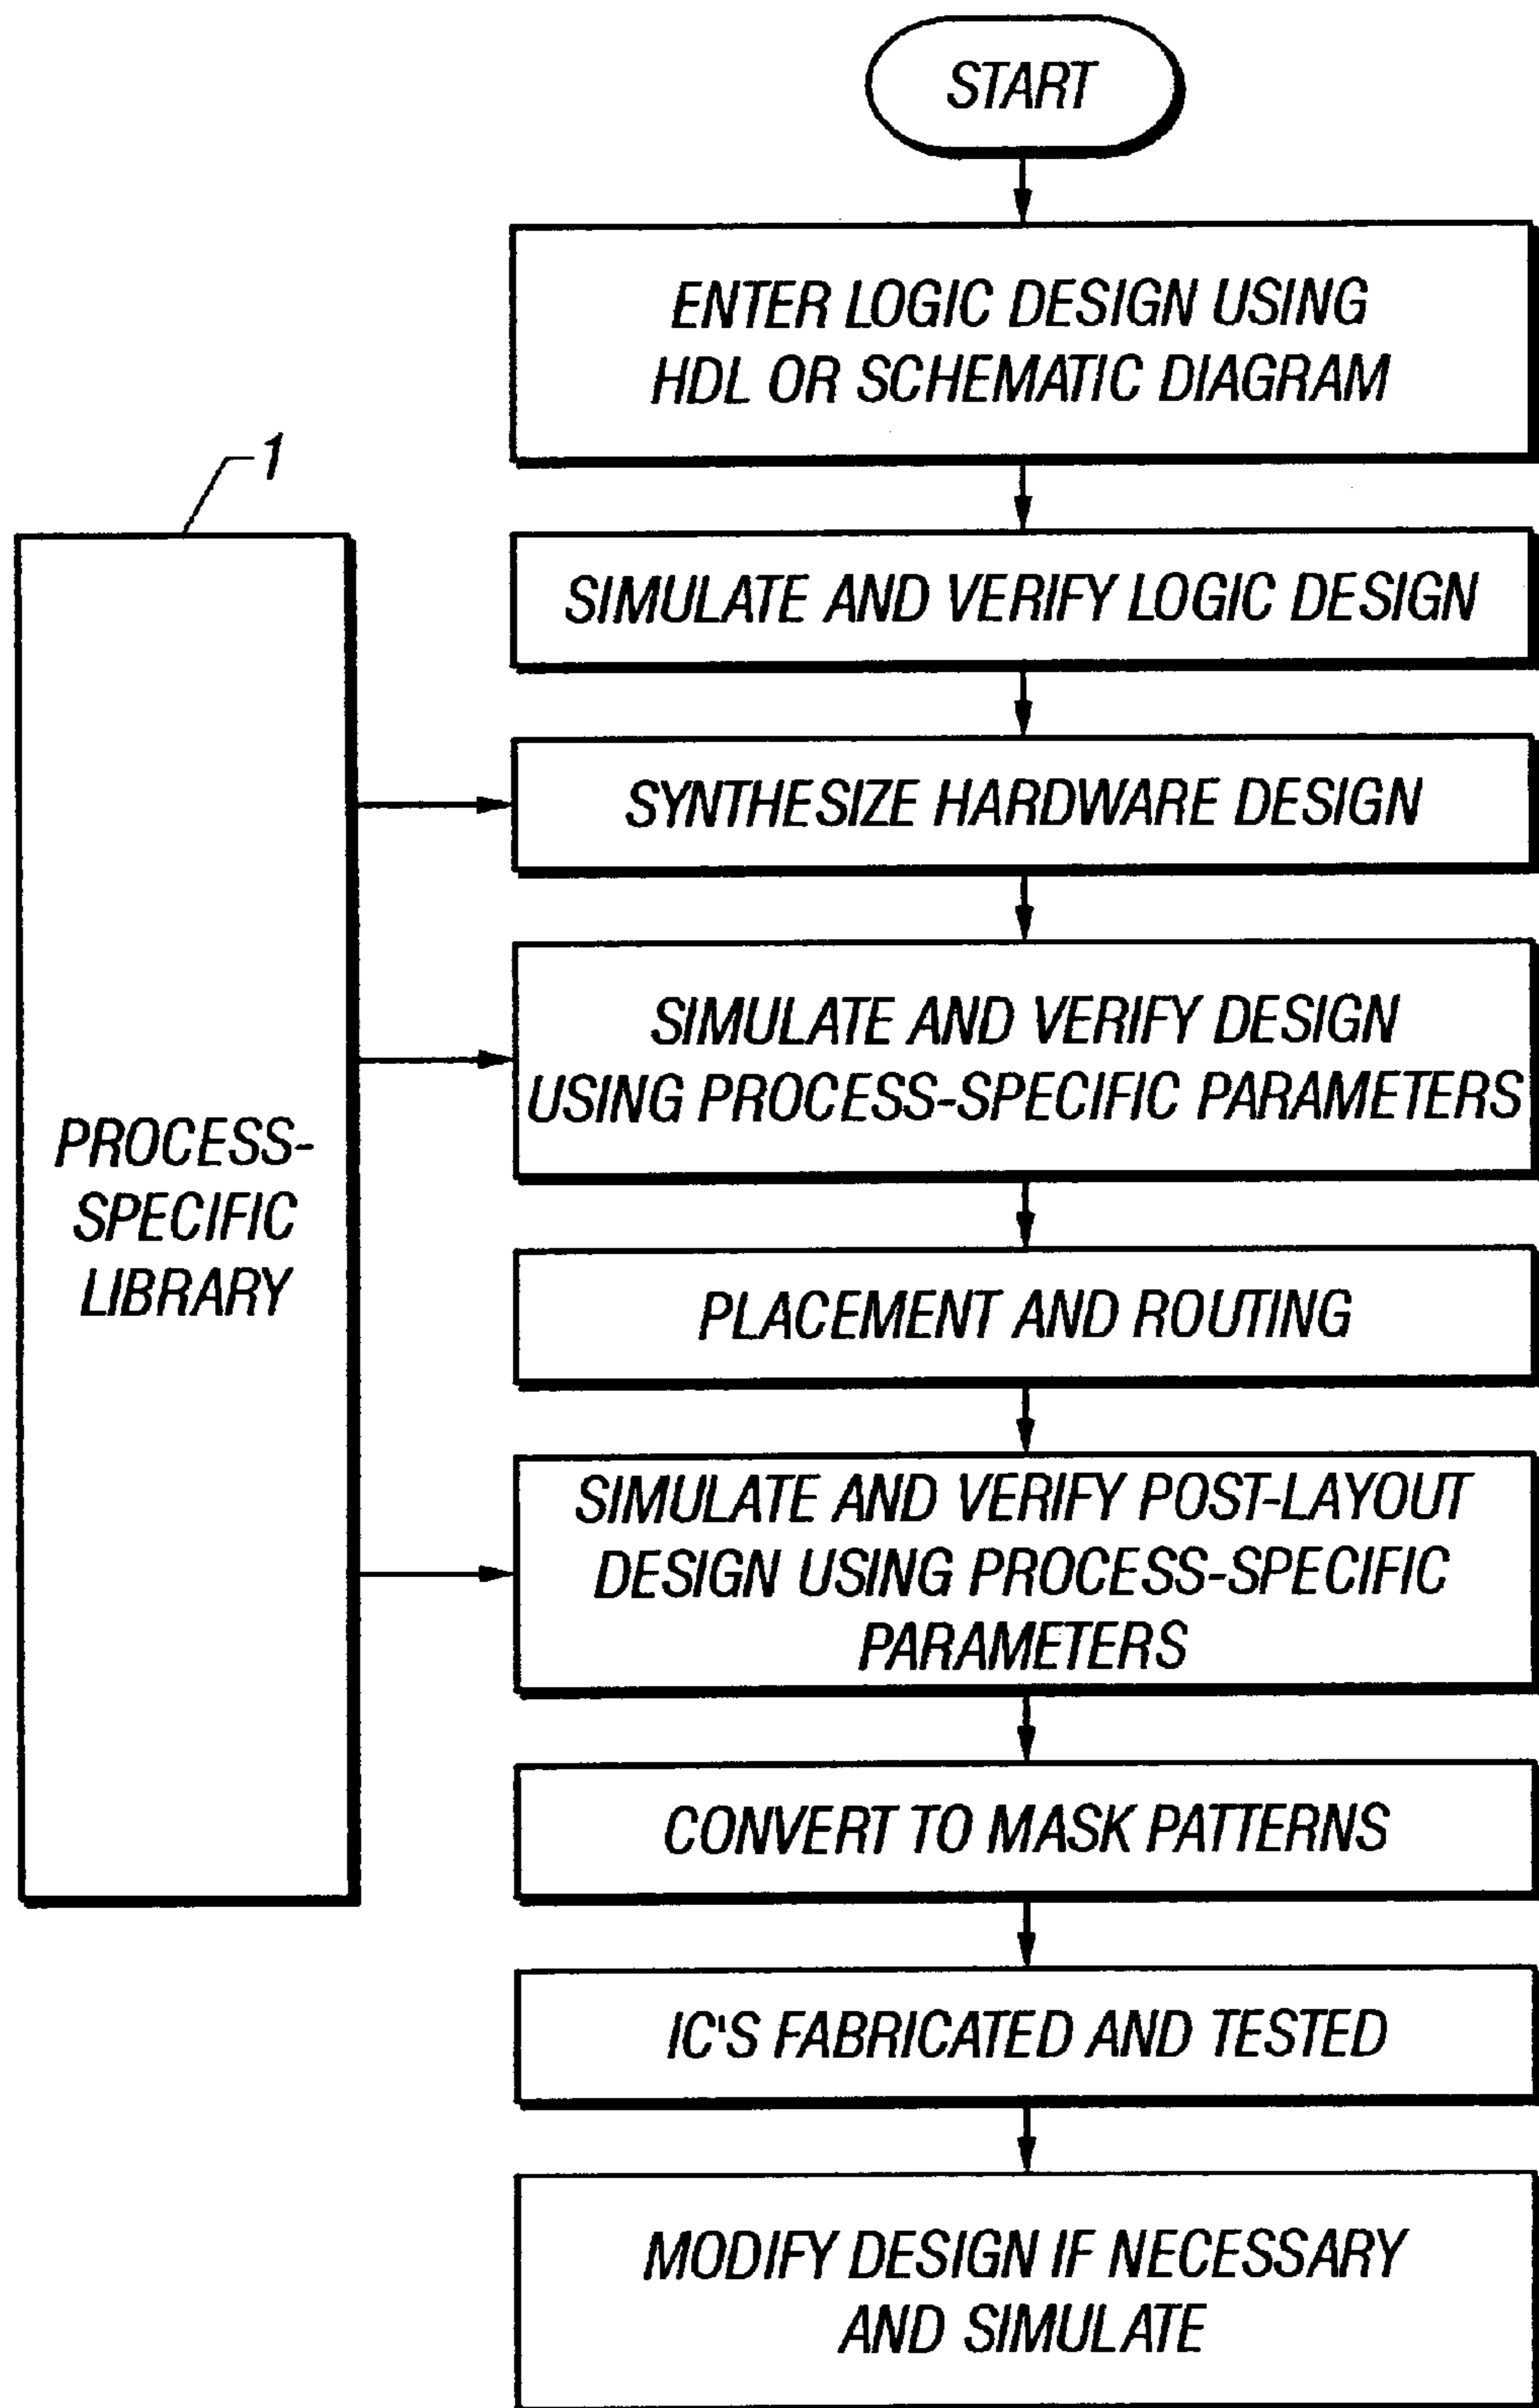 START
ENTER LOGIC DESIGN USING
HDL OR SCHEMATIC DIAGRAM
1
SIMULATE AND VERIFY LOGIC DESIGN
SYNTHESIZE HARDWARE DESIGN
SIMULATE AND VERIFY DESIGN
USING PROCESS-SPECIFIC PARAMETERS
PROCESS-
SPECIFIC
LIBRARY
PLACEMENT AND ROUTING
SIMULATE AND VERIFY POST-LAYOUT
DESIGN USING PROCESS-SPECIFIC
PARAMETERS
CONVERT TO MASK PATTERNS
IC'S FABRICATED AND TESTED
MODIFY DESIGN IF NECESSARY
AND SIMULATE